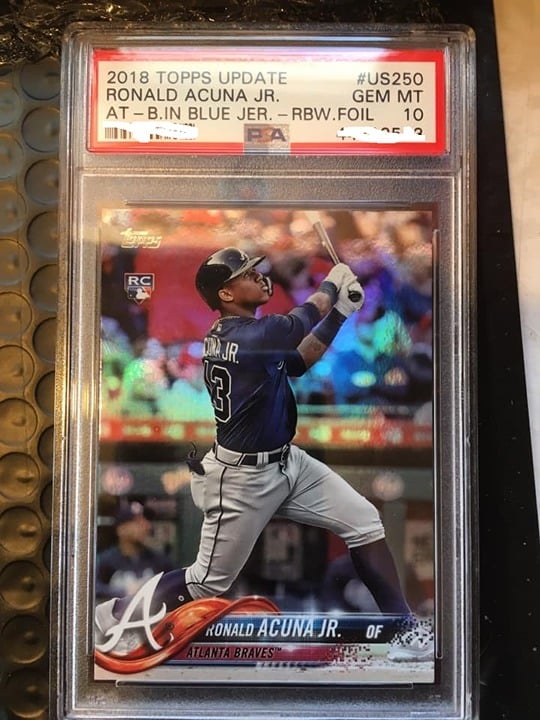 2018 TOPPS UPDATE #US250
RONALD ACUNA JR. GEM MT
AT – B.IN BLUE JER. – RBW.FOIL 10
PSA
Topps
RC
ACUNA JR.
13
A
RONALD ACUNA JR. OF
ATLANTA BRAVES™